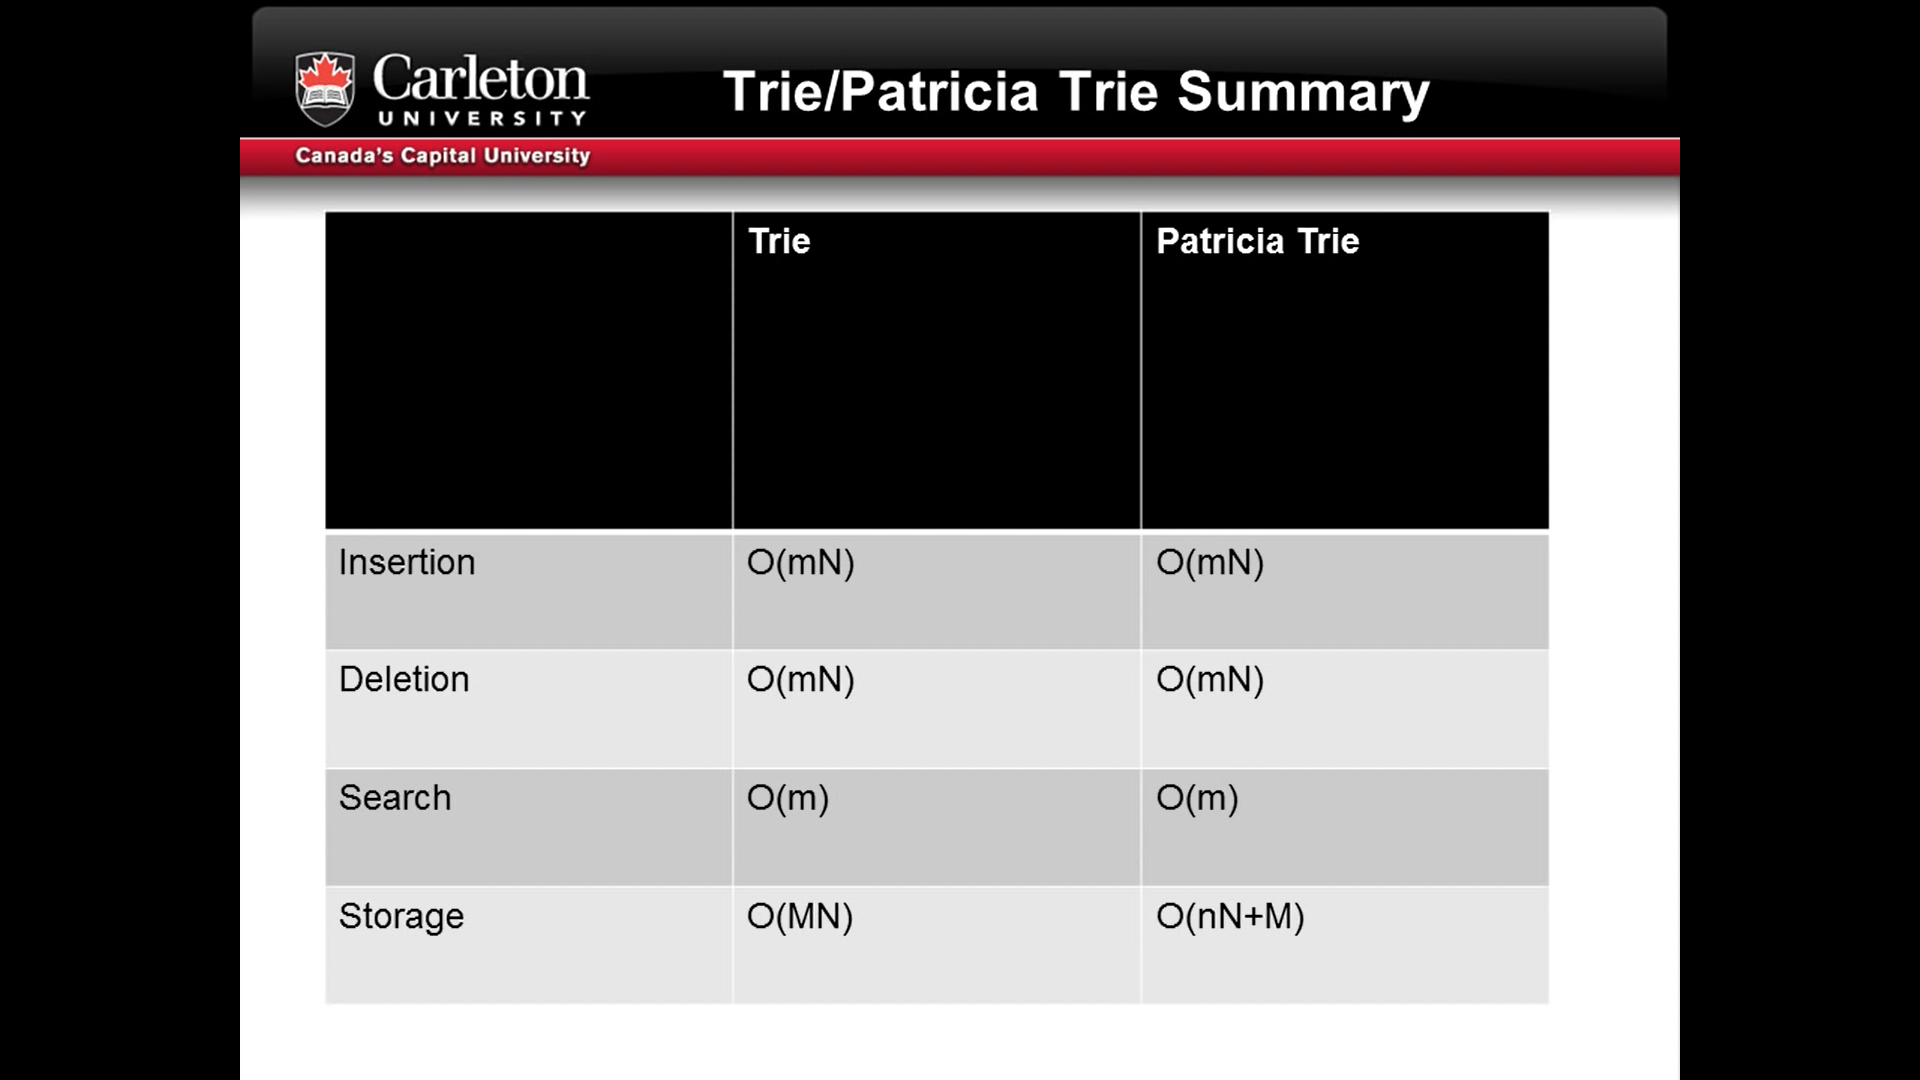 Carleton
UNIVERSITY
Canada's Capital University
Trie/Patricia Trie Summary
Trie Patricia Trie
Insertion O(mN) O(mN)
Deletion O(mN) O(mN)
Search O(m) O(m)
Storage O(MN) O(nN+M)